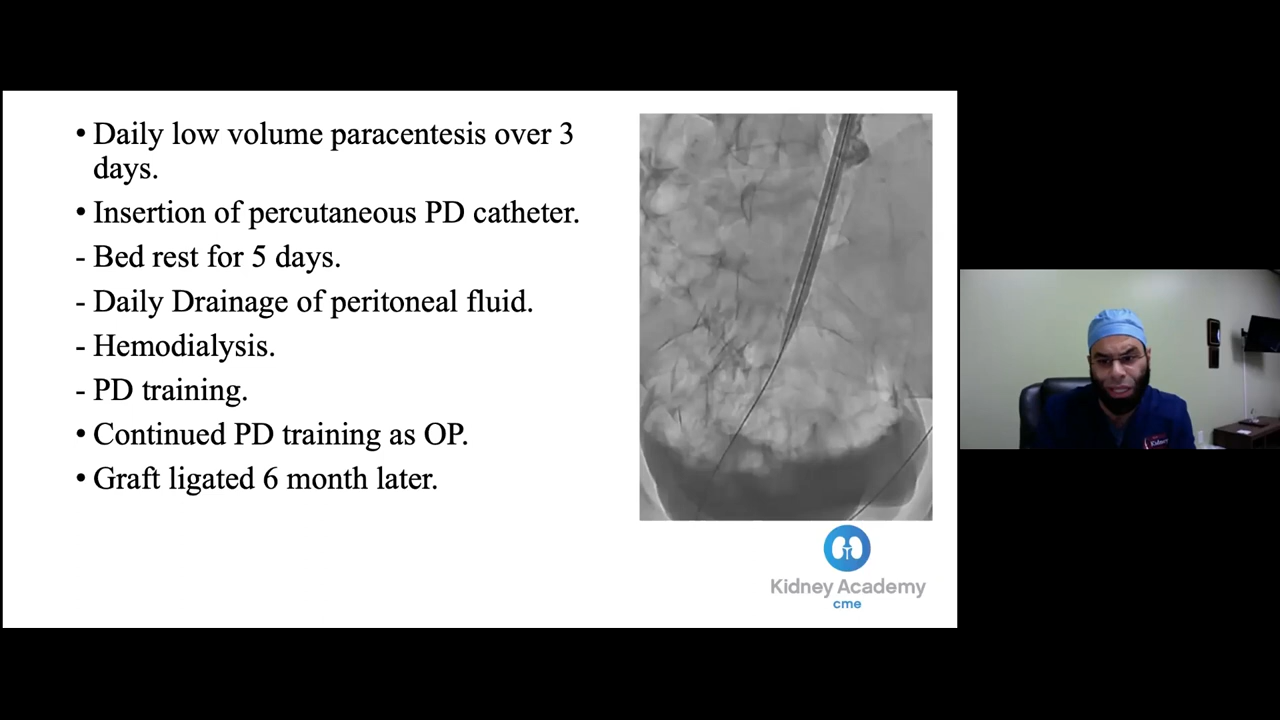 • Daily low volume paracentesis over 3
days.
• Insertion of percutaneous PD catheter.
- Bed rest for 5 days.
- Daily Drainage of peritoneal fluid.
- Hemodialysis.
- PD training.
• Continued PD training as OP.
• Graft ligated 6 month later.
Kidney Academy
cme